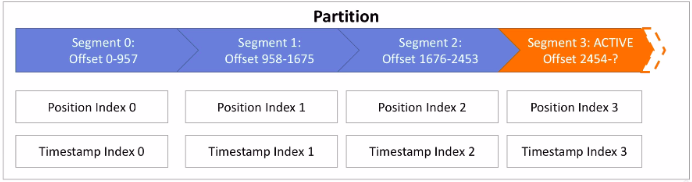 Partition
Segment 0:
Offset 0-957
Segment 1:
Offset 958-1675
Segment 2:
Offset 1676-2453
Segment 3: ACTIVE
Offset 2454-?
Position Index 0
Position Index 1
Position Index 2
Position Index 3
Timestamp Index 0
Timestamp Index 1
Timestamp Index 2
Timestamp Index 3